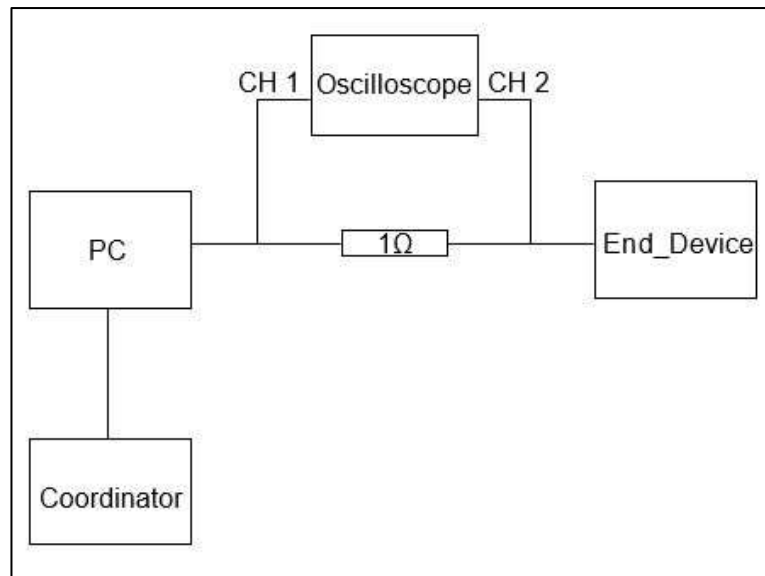 CH 1
Oscilloscope
CH 2
PC
1Ω
End_Device
Coordinator